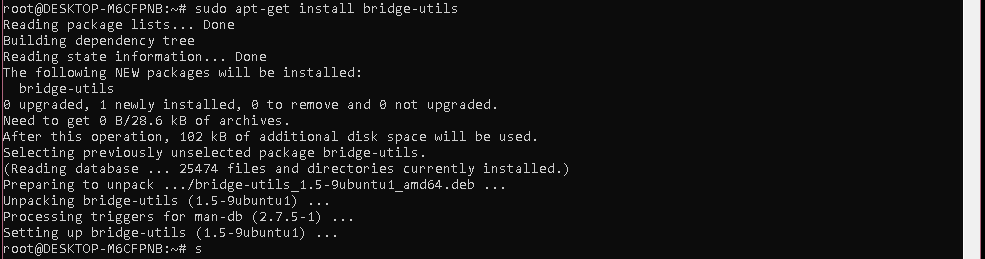 root@DESKTOP-M6CFPNB:~# sudo apt-get install bridge-utils
Reading package lists... Done
Building dependency tree
Reading state information... Done
The following NEW packages will be installed:
  bridge-utils
0 upgraded, 1 newly installed, 0 to remove and 0 not upgraded.
Need to get 0 B/28.6 kB of archives.
After this operation, 102 kB of additional disk space will be used.
Selecting previously unselected package bridge-utils.
(Reading database ... 25474 files and directories currently installed.)
Preparing to unpack .../bridge-utils_1.5-9ubuntu1_amd64.deb ...
Unpacking bridge-utils (1.5-9ubuntu1) ...
Processing triggers for man-db (2.7.5-1) ...
Setting up bridge-utils (1.5-9ubuntu1) ...
root@DESKTOP-M6CFPNB:~# s